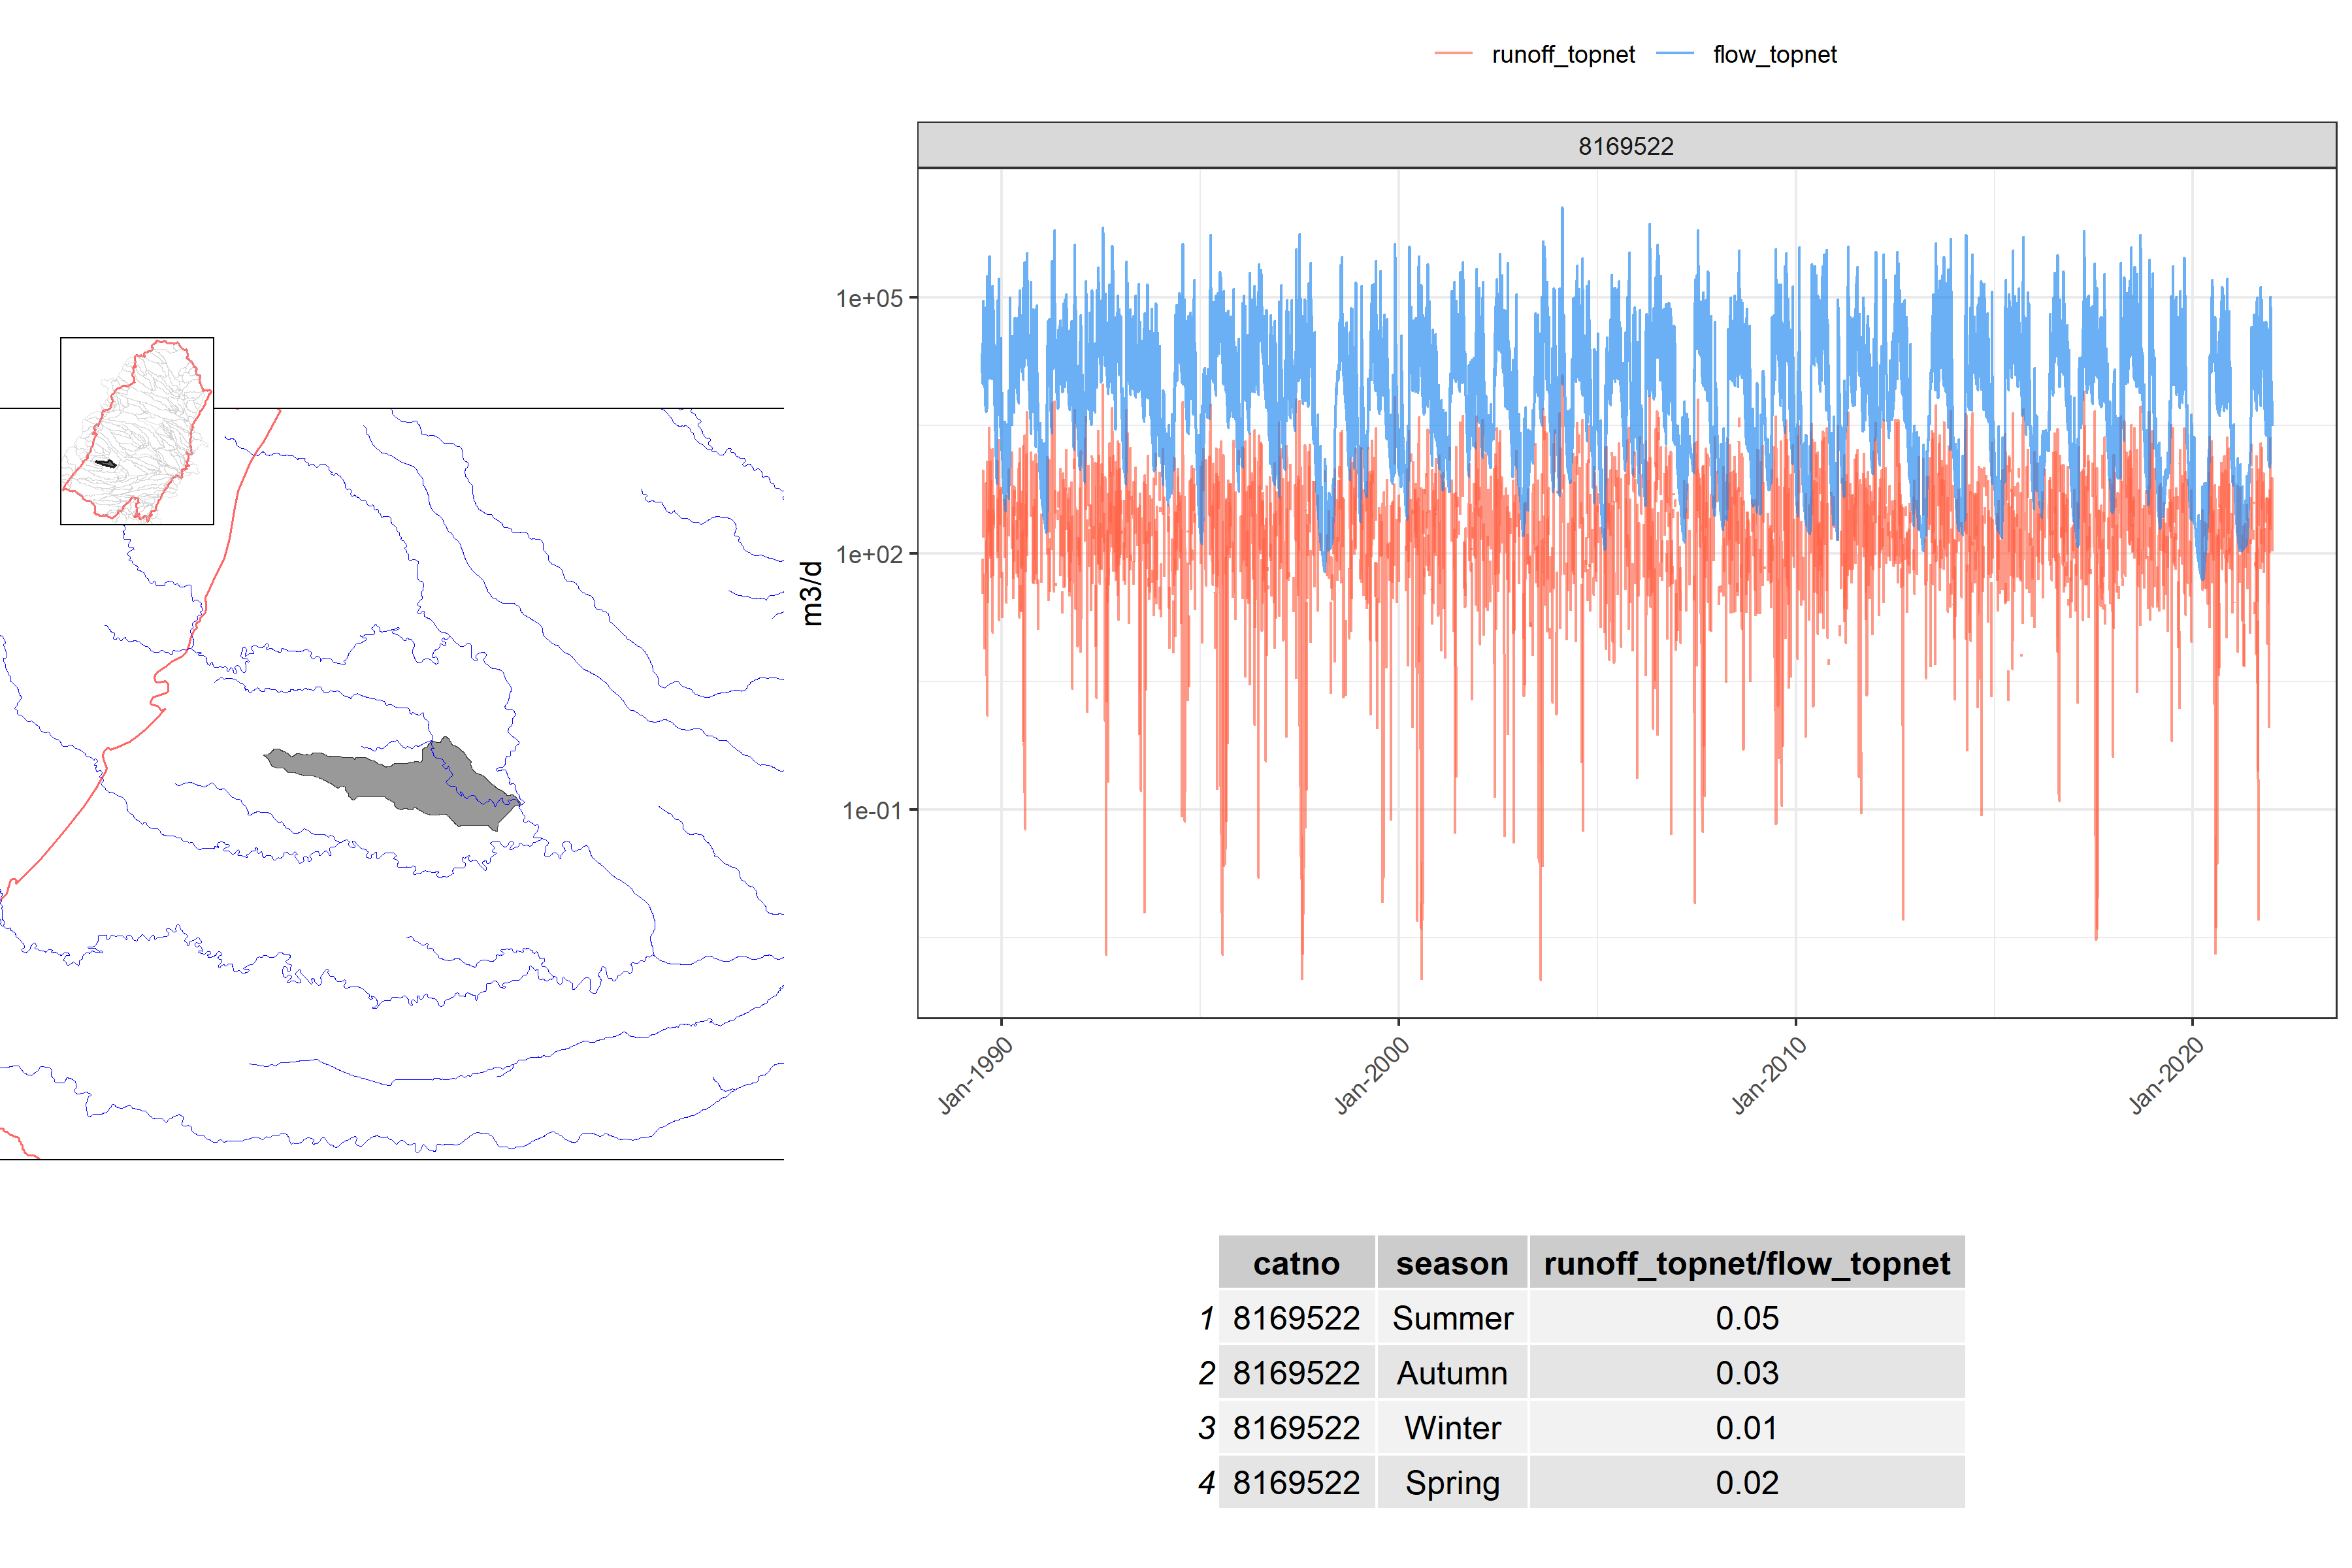 runoff_topnet flow_topnet
8169522
1e+05
1e+02
1e-01
m3/d
Jan-1990 Jan-2000 Jan-2010 Jan-2020
catno season runoff_topnet/flow_topnet
1 8169522 Summer 0.05
2 8169522 Autumn 0.03
3 8169522 Winter 0.01
4 8169522 Spring 0.02